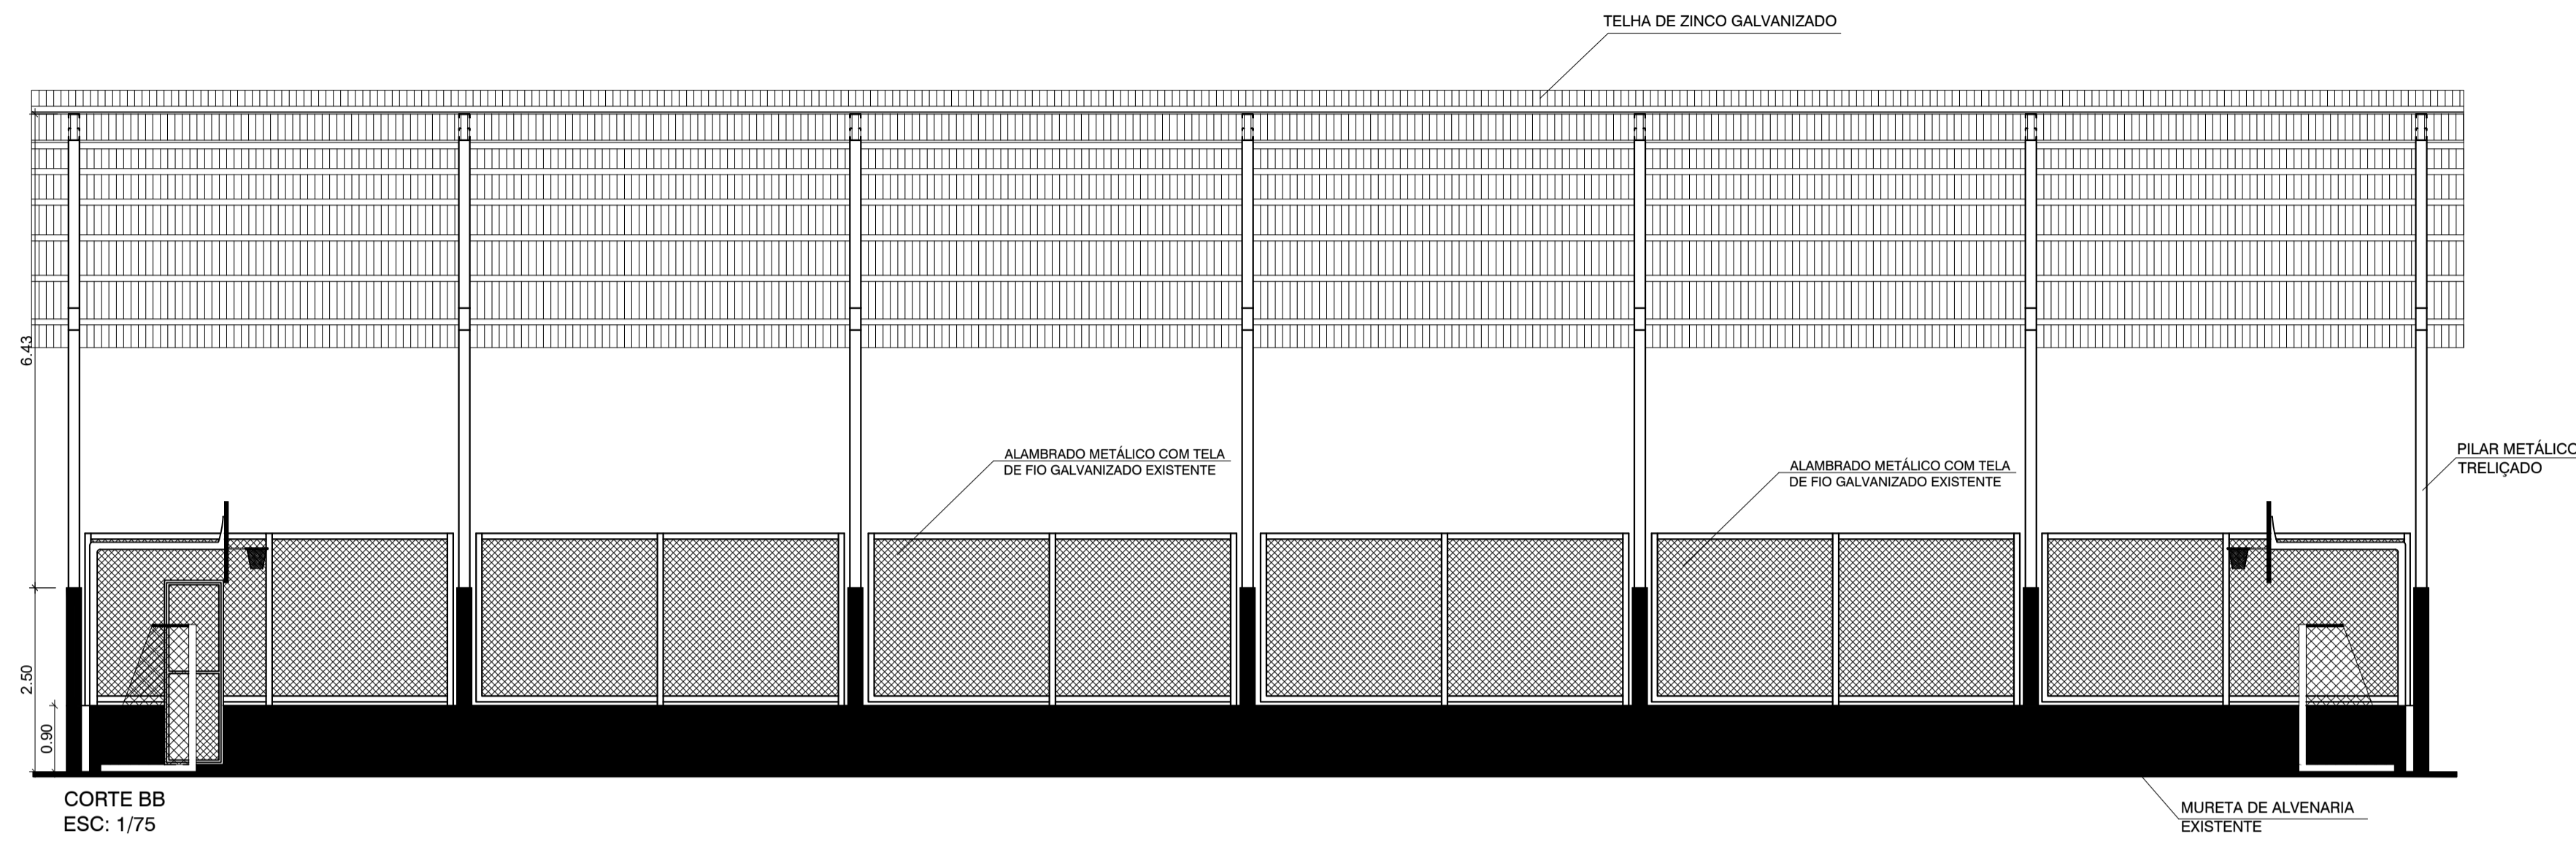 TELHA DE ZINCO GALVANIZADO
6.43
ALAMBRADO METÁLICO COM TELA
DE FIO GALVANIZADO EXISTENTE
ALAMBRADO METÁLICO COM TELA
DE FIO GALVANIZADO EXISTENTE
PILAR METÁLICO
TRELIÇADO
2.50
0.90
CORTE BB
ESC: 1/75
MURETA DE ALVENARIA
EXISTENTE